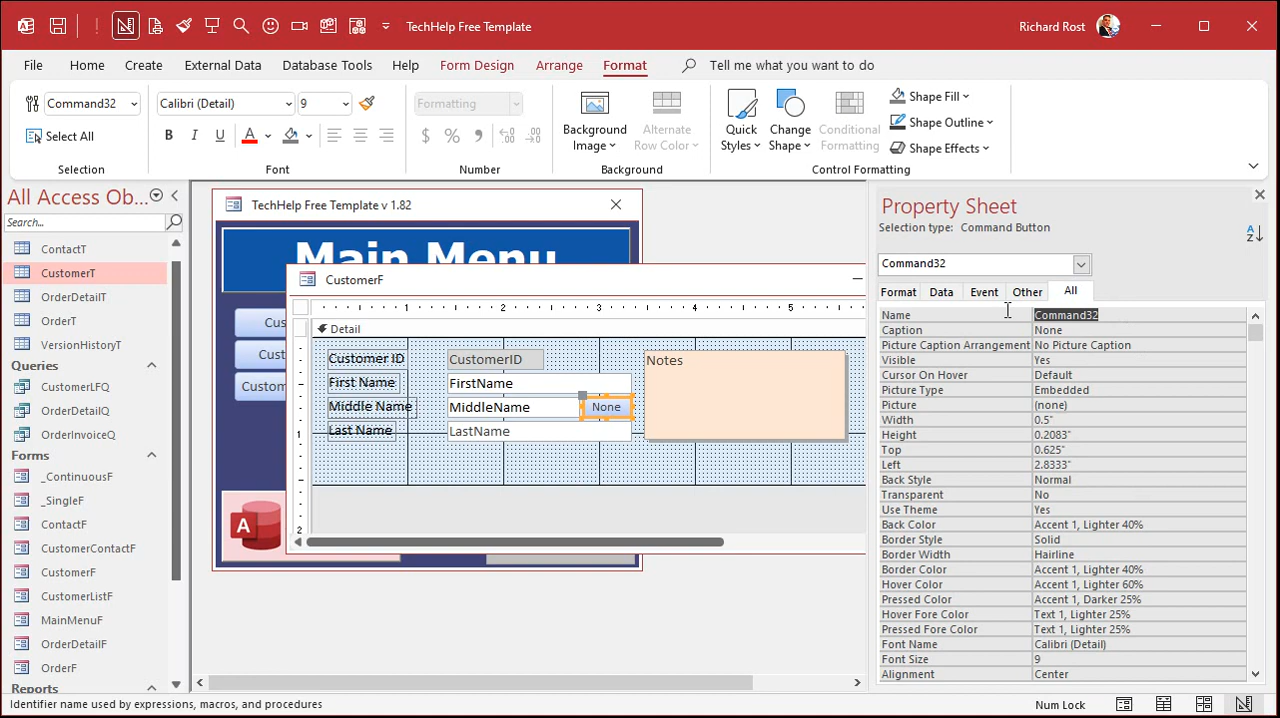 TechHelp Free Template
Richard Rost
File Home Create External Data Database Tools Help Form Design Arrange Format Tell me what you want to do
Command32 Calibri (Detail) 9 Formatting
Select All
B I U A $ % 9
Background Image
Alternate Row Color
Quick Styles
Change Shape
Conditional Formatting
Shape Fill
Shape Outline
Shape Effects
Selection Font Number Background Control Formatting
All Access Ob...
Search...
ContactT
CustomerT
OrderDetailT
OrderT
VersionHistoryT
Queries
CustomerLFQ
OrderDetailQ
OrderInvoiceQ
Forms
_ContinuousF
_SingleF
ContactF
CustomerContactF
CustomerF
CustomerListF
MainMenuF
OrderDetailF
OrderF
Reports
TechHelp Free Template v 1.82
Main Menu
Cus
Cust
Custom
A
CustomerF
1 2 3 4 5
Detail
Customer ID CustomerID Notes
First Name FirstName
Middle Name MiddleName None
Last Name LastName
1
2
Property Sheet
Selection type: Command Button
Command32
Format Data Event Other All
Name Command32
Caption None
Picture Caption Arrangement No Picture Caption
Visible Yes
Cursor On Hover Default
Picture Type Embedded
Picture (none)
Width 0.5"
Height 0.2083"
Top 0.625"
Left 2.8333"
Back Style Normal
Transparent No
Use Theme Yes
Back Color Accent 1, Lighter 40%
Border Style Solid
Border Width Hairline
Border Color Accent 1, Lighter 40%
Hover Color Accent 1, Lighter 60%
Pressed Color Accent 1, Darker 25%
Hover Fore Color Text 1, Lighter 25%
Pressed Fore Color Text 1, Lighter 25%
Font Name Calibri (Detail)
Font Size 9
Alignment Center
Identifier name used by expressions, macros, and procedures
Num Lock